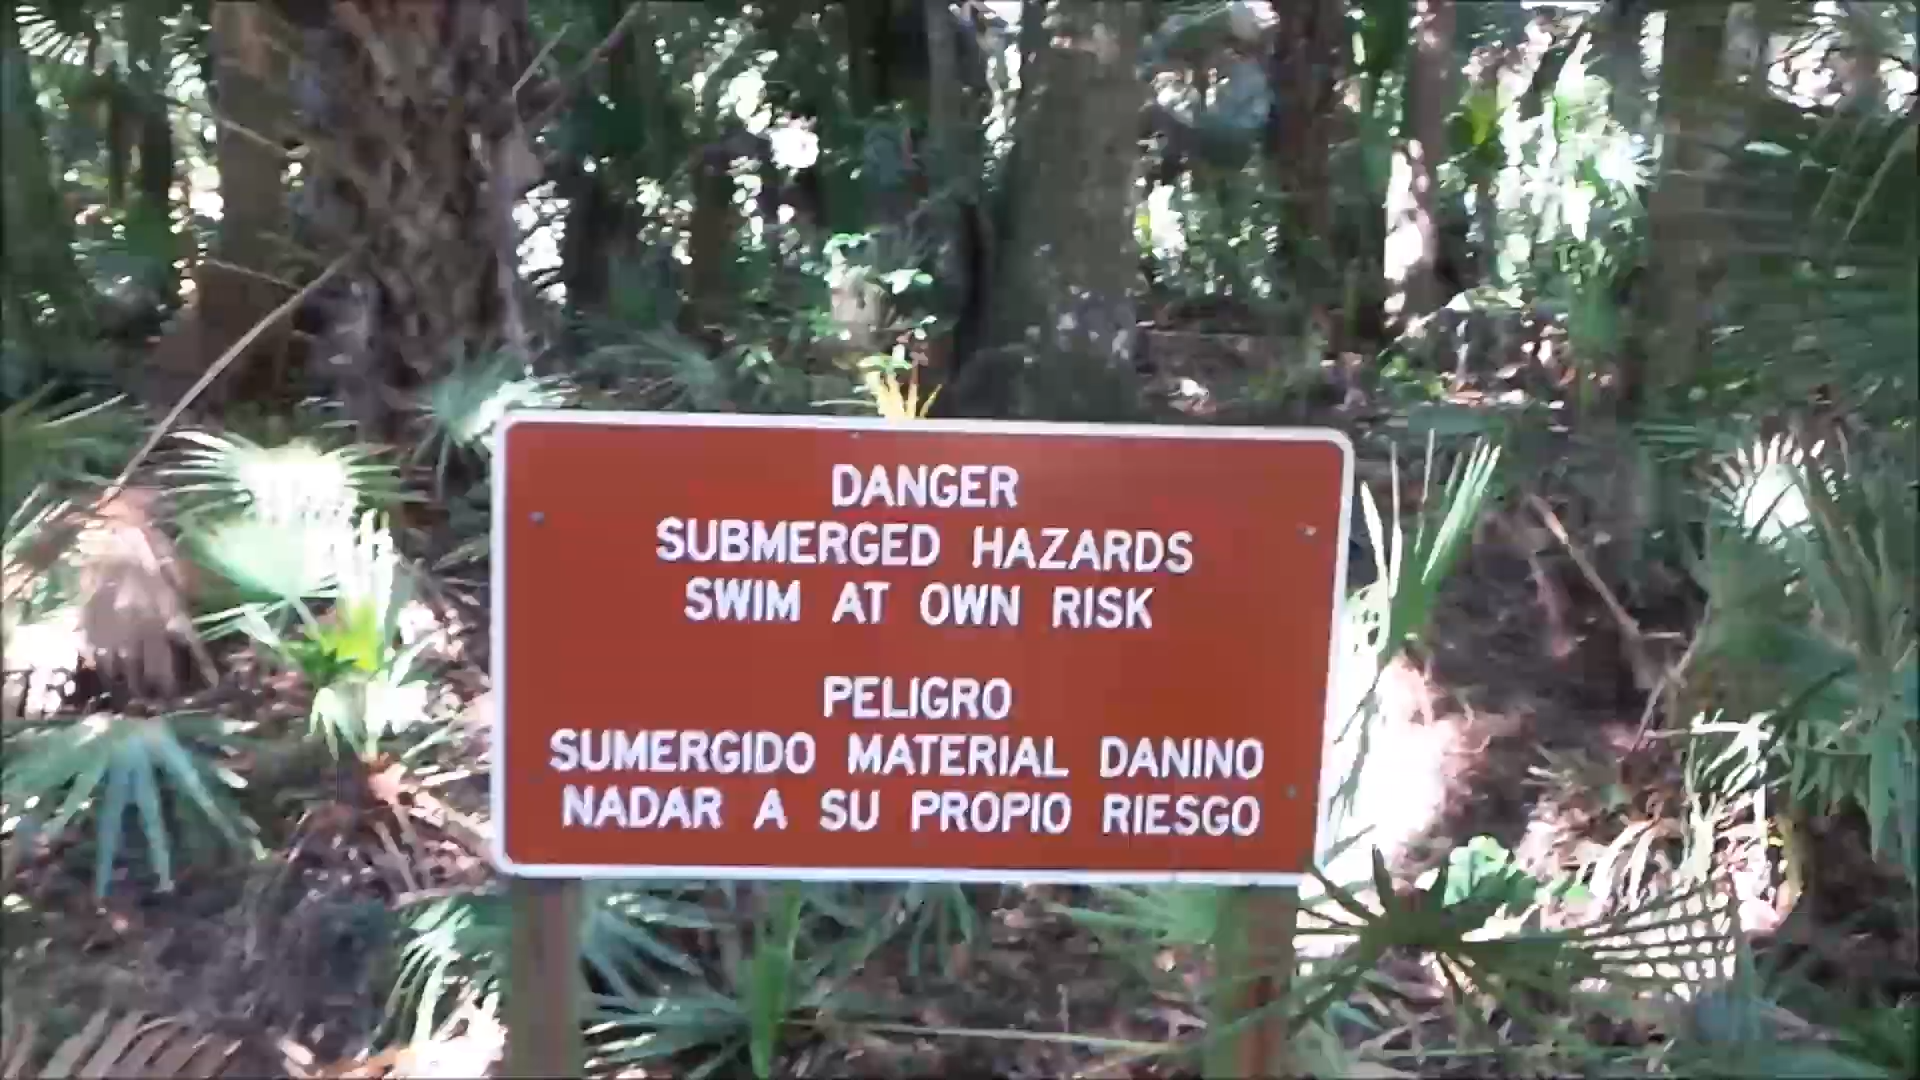 DANGER
SUBMERGED HAZARDS
SWIM AT OWN RISK
PELIGRO
SUMERGIDO MATERIAL DANINO
NADAR A SU PROPIO RIESGO